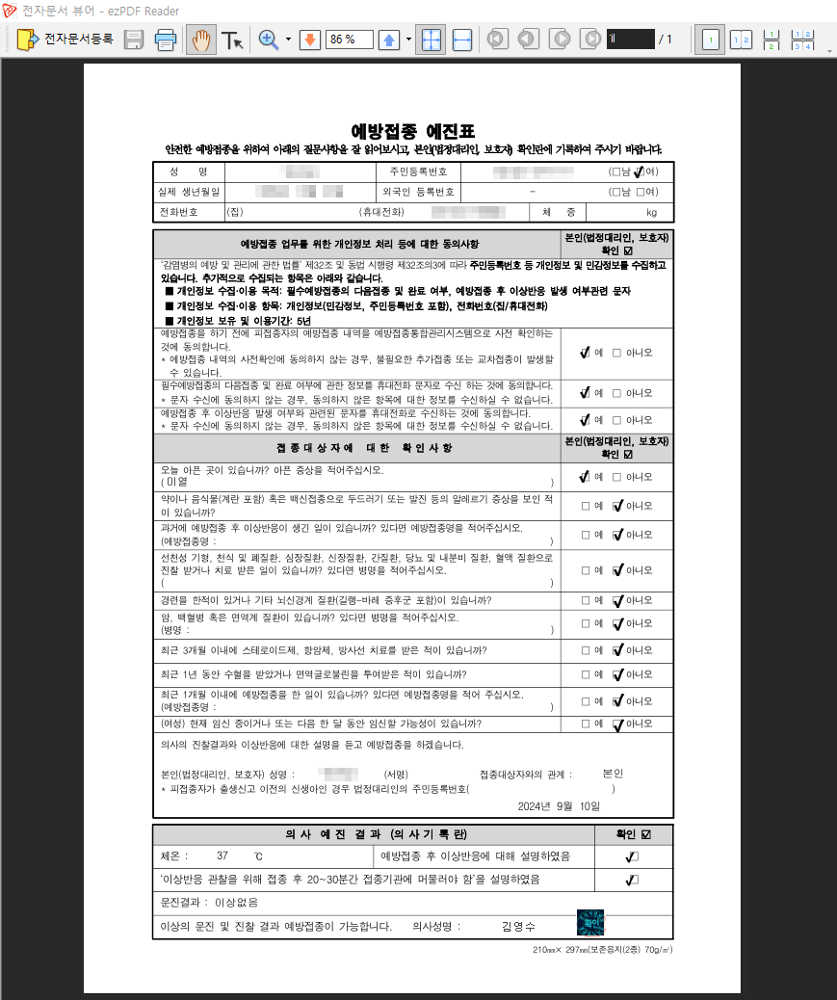 전자문서 뷰어 - ezPDF Reader
전자문서등록 86 % 1 / 1
예방접종 예진표
안전한 예방접종을 위하여 아래의 질문사항을 잘 읽어보시고, 본인(법정대리인, 보호자) 확인란에 기록하여 주시기 바랍니다.
성 명 주민등록번호 (□남 ☑여)
실제 생년월일 외국인 등록번호 - (□남 □여)
전화번호 (집) (휴대전화) 체 중 kg
예방접종 업무를 위한 개인정보 처리 등에 대한 동의사항 본인(법정대리인, 보호자) 확인 ☑
'감염병의 예방 및 관리에 관한 법률' 제32조 및 동법 시행령 제32조의3에 따라 주민등록번호 등 개인정보 및 민감정보를 수집하고
있습니다. 추가적으로 수집되는 항목은 아래와 같습니다.
■ 개인정보 수집·이용 목적: 필수예방접종의 다음접종 및 완료 여부, 예방접종 후 이상반응 발생 여부관련 문자
■ 개인정보 수집·이용 항목: 개인정보(민감정보, 주민등록번호 포함), 전화번호(집/휴대전화)
■ 개인정보 보유 및 이용기간: 5년
예방접종을 하기 전에 피접종자의 예방접종 내역을 예방접종통합관리시스템으로 사전 확인하는
것에 동의합니다.
* 예방접종 내역의 사전확인에 동의하지 않는 경우, 불필요한 추가접종 또는 교차접종이 발생할
수 있습니다.
☑ 예 □ 아니오
필수예방접종의 다음접종 및 완료 여부에 관한 정보를 휴대전화 문자로 수신 하는 것에 동의합니다.
* 문자 수신에 동의하지 않는 경우, 동의하지 않은 항목에 대한 정보를 수신하실 수 없습니다.
☑ 예 □ 아니오
예방접종 후 이상반응 발생 여부와 관련된 문자를 휴대전화로 수신하는 것에 동의합니다.
* 문자 수신에 동의하지 않는 경우, 동의하지 않은 항목에 대한 정보를 수신하실 수 없습니다.
☑ 예 □ 아니오
접종대상자에 대한 확인사항 본인(법정대리인, 보호자) 확인 ☑
오늘 아픈 곳이 있습니까? 아픈 증상을 적어주십시오.
( 미열 )
☑ 예 □ 아니오
약이나 음식물(계란 포함) 혹은 백신접종으로 두드러기 또는 발진 등의 알레르기 증상을 보인 적
이 있습니까?
□ 예 ☑ 아니오
과거에 예방접종 후 이상반응이 생긴 일이 있습니까? 있다면 예방접종명을 적어주십시오.
(예방접종명 : )
□ 예 ☑ 아니오
선천성 기형, 천식 및 폐질환, 심장질환, 신장질환, 간질환, 당뇨 및 내분비 질환, 혈액 질환으로
진찰 받거나 치료 받은 일이 있습니까? 있다면 병명을 적어주십시오.
( )
□ 예 ☑ 아니오
경련을 한적이 있거나 기타 뇌신경계 질환(길랭-바레 증후군 포함)이 있습니까?
□ 예 ☑ 아니오
암, 백혈병 혹은 면역계 질환이 있습니까? 있다면 병명을 적어주십시오.
(병명 : )
□ 예 ☑ 아니오
최근 3개월 이내에 스테로이드제, 항암제, 방사선 치료를 받은 적이 있습니까?
□ 예 ☑ 아니오
최근 1년 동안 수혈을 받았거나 면역글로불린을 투여받은 적이 있습니까?
□ 예 ☑ 아니오
최근 1개월 이내에 예방접종을 한 일이 있습니까? 있다면 예방접종명을 적어 주십시오.
(예방접종명 : )
□ 예 ☑ 아니오
(여성) 현재 임신 중이거나 또는 다음 한 달 동안 임신할 가능성이 있습니까?
□ 예 ☑ 아니오
의사의 진찰결과와 이상반응에 대한 설명을 듣고 예방접종을 하겠습니다.
본인(법정대리인, 보호자) 성명 : (서명) 접종대상자와의 관계 : 본인
* 피접종자가 출생신고 이전의 신생아인 경우 법정대리인의 주민등록번호( )
2024년 9월 10일
의사 예진 결과 (의사기록란) 확인 ☑
체온 : 37 ℃ 예방접종 후 이상반응에 대해 설명하였음 ☑
'이상반응 관찰을 위해 접종 후 20~30분간 접종기관에 머물러야 함'을 설명하였음 ☑
문진결과 : 이상없음
이상의 문진 및 진찰 결과 예방접종이 가능합니다. 의사성명 : 김영수 확인
210㎜× 297㎜(보존용지(2종) 70g/㎡)